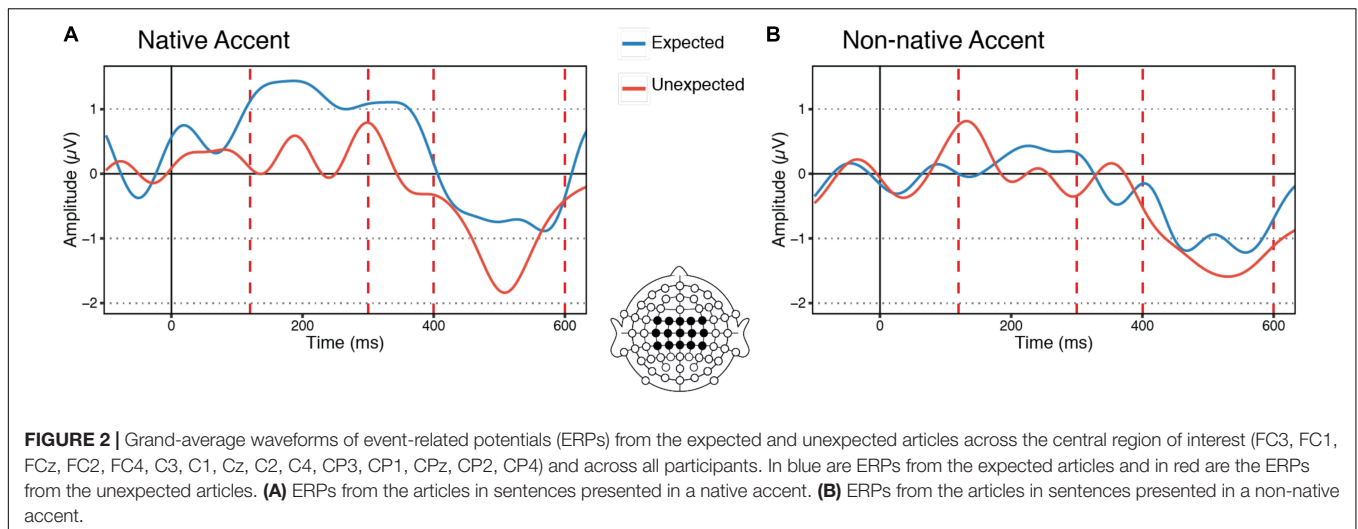 A Native Accent
Expected
Unexpected
B Non-native Accent
Amplitude (µV)
1
0
−1
−2
0 200 400 600
Time (ms)
Amplitude (µV)
1
0
−1
−2
0 200 400 600
Time (ms)
FIGURE 2 | Grand-average waveforms of event-related potentials (ERPs) from the expected and unexpected articles across the central region of interest (FC3, FC1,
FCz, FC2, FC4, C3, C1, Cz, C2, C4, CP3, CP1, CPz, CP2, CP4) and across all participants. In blue are ERPs from the expected articles and in red are the ERPs
from the unexpected articles. (A) ERPs from the articles in sentences presented in a native accent. (B) ERPs from the articles in sentences presented in a non-native
accent.